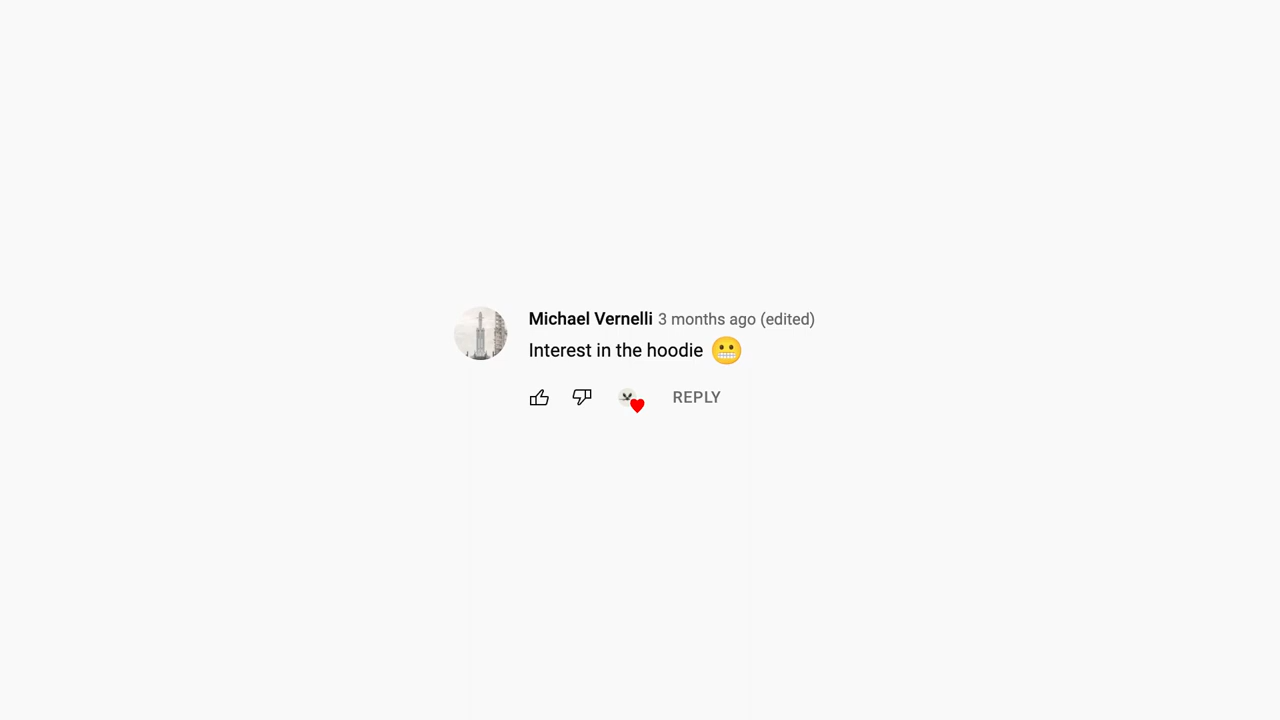 Michael Vernelli 3 months ago (edited)
Interest in the hoodie 😬
REPLY